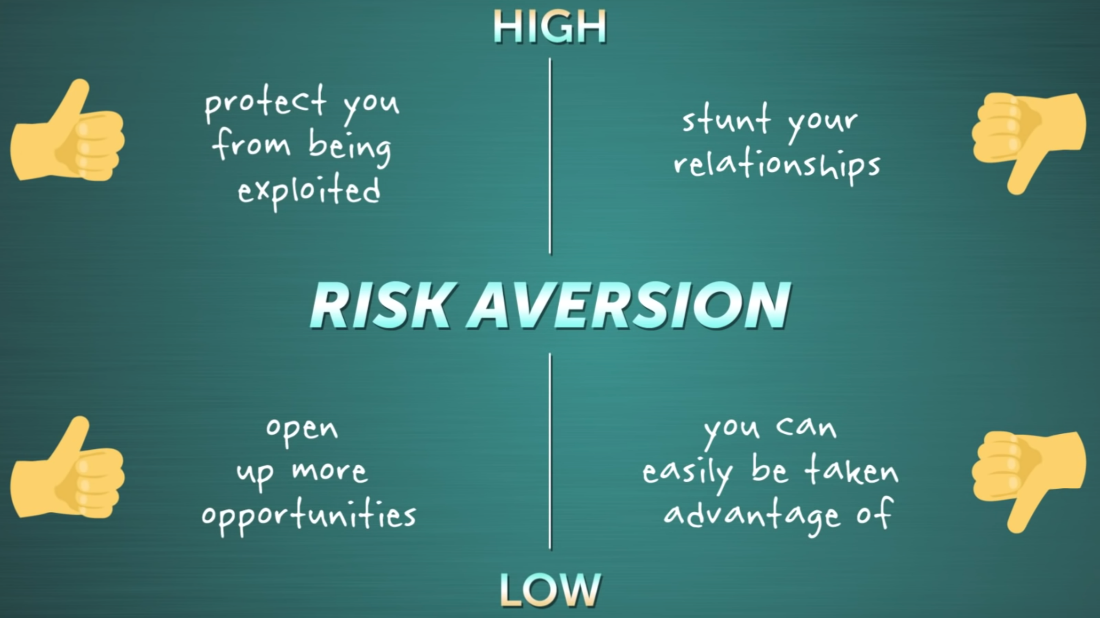 HIGH
protect you
from being
exploited
stunt your
relationships
RISK AVERSION
open
up more
opportunities
you can
easily be taken
advantage of
LOW